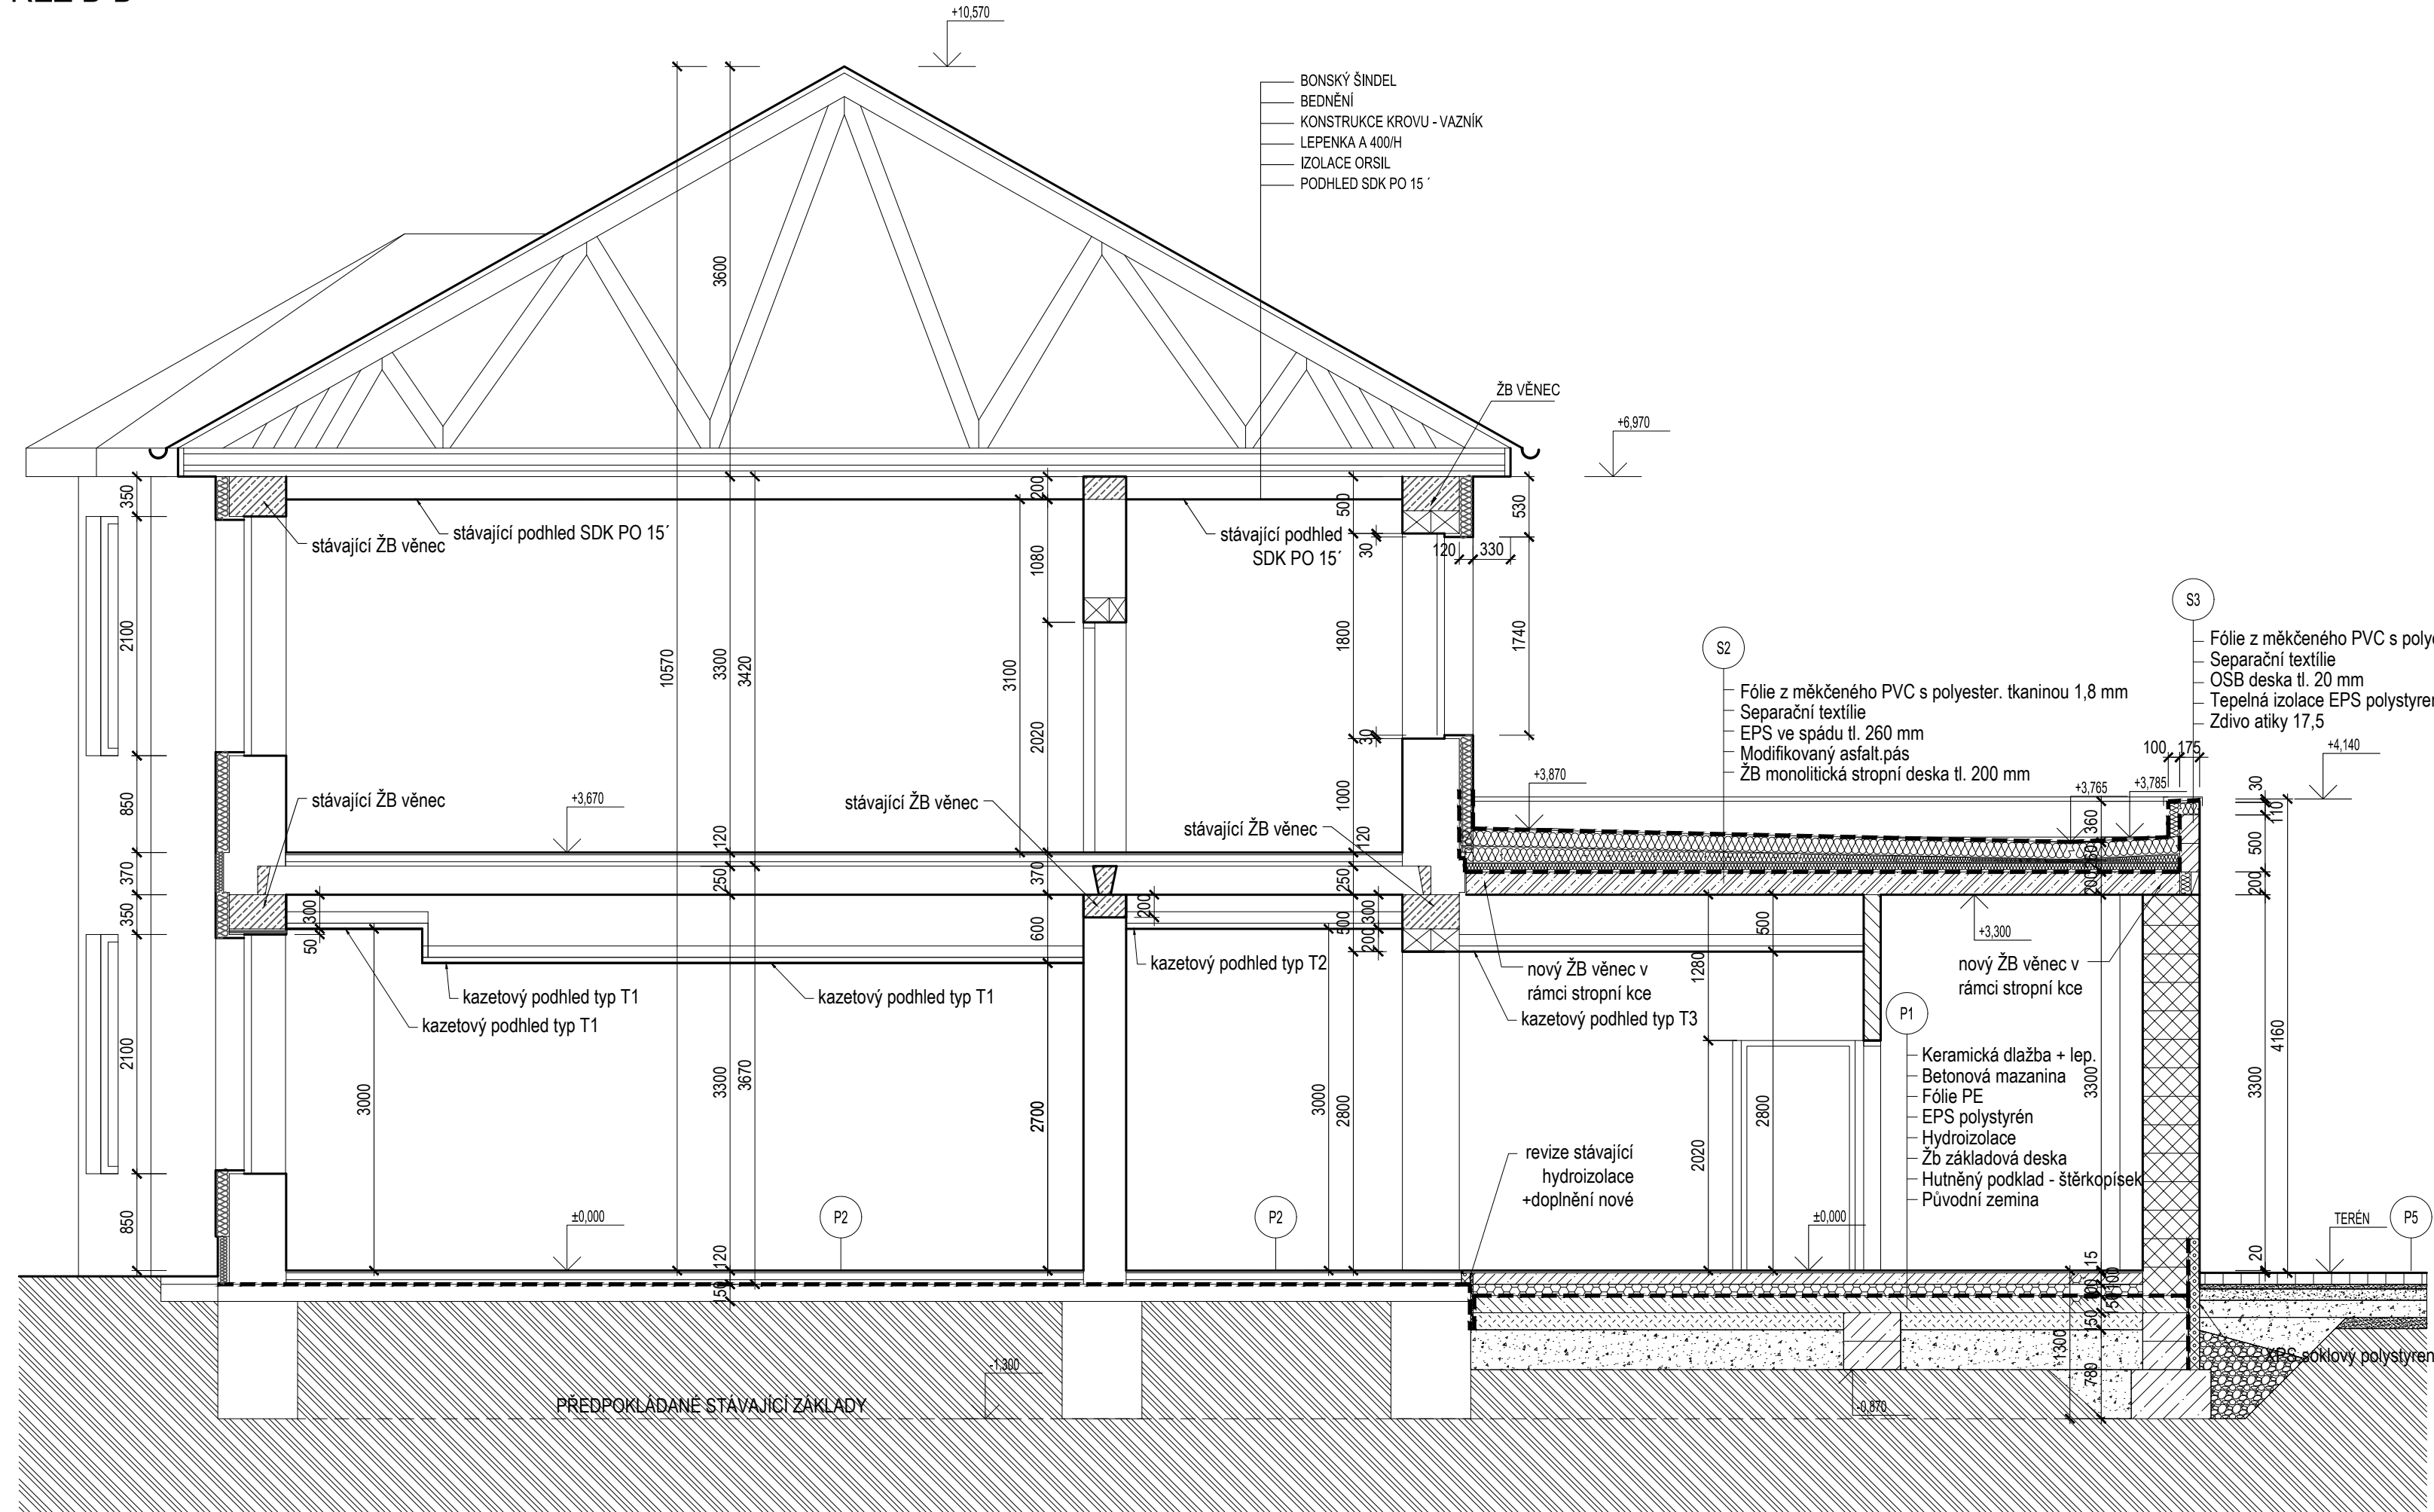 +10,570
BONSKÝ ŠINDEL
BEDNĚNÍ
KONSTRUKCE KROVU - VAZNÍK
LEPENKA A 400/H
IZOLACE ORSIL
PODHLED SDK PO 15 ´
3600
ŽB VĚNEC
+6,970
350
200
500
530
stávající ŽB věnec
stávající podhled SDK PO 15´
stávající podhled
SDK PO 15´
30
120
330
1080
2100
10570
3300
3420
3100
1800
1740
2020
30
S3
Fólie z měkčeného PVC s
Separační textílie
OSB deska tl. 20 mm
Tepelná izolace EPS
Zdivo atiky 17,5
S2
Fólie z měkčeného PVC s polyester. tkaninou 1,8 mm
Separační textílie
EPS ve spádu tl. 260 mm
Modifikovaný asfalt.pás
ŽB monolitická stropní deska tl. 200 mm
100
175
+4,140
+3,870
+3,765
+3,785
30
110
850
stávající ŽB věnec
+3,670
stávající ŽB věnec
stávající ŽB věnec
1000
120
120
360
500
370
250
370
250
260
200
200
350
300
50
600
200
500
300
200
500
+3,300
kazetový podhled typ T1
kazetový podhled typ T1
kazetový podhled typ T1
kazetový podhled typ T2
nový ŽB věnec v
rámci stropní kce
kazetový podhled typ T3
1280
nový ŽB věnec v
rámci stropní kce
P1
Keramická dlažba + lep.
Betonová mazanina
Fólie PE
EPS polystyrén
Hydroizolace
Žb základová deska
Hutněný podklad - štěrkopísek
Původní zemina
2100
3000
3300
3670
2700
3000
2800
2020
2800
3300
3300
4160
revize stávající
hydroizolace
+doplnění nové
850
±0,000
P2
P2
±0,000
TERÉN
P5
120
150
15
100
150
150
20
1300
780
XPS soklový polystyren
-1,300
-0,870
PŘEDPOKLÁDANÉ STÁVAJÍCÍ ZÁKLADY